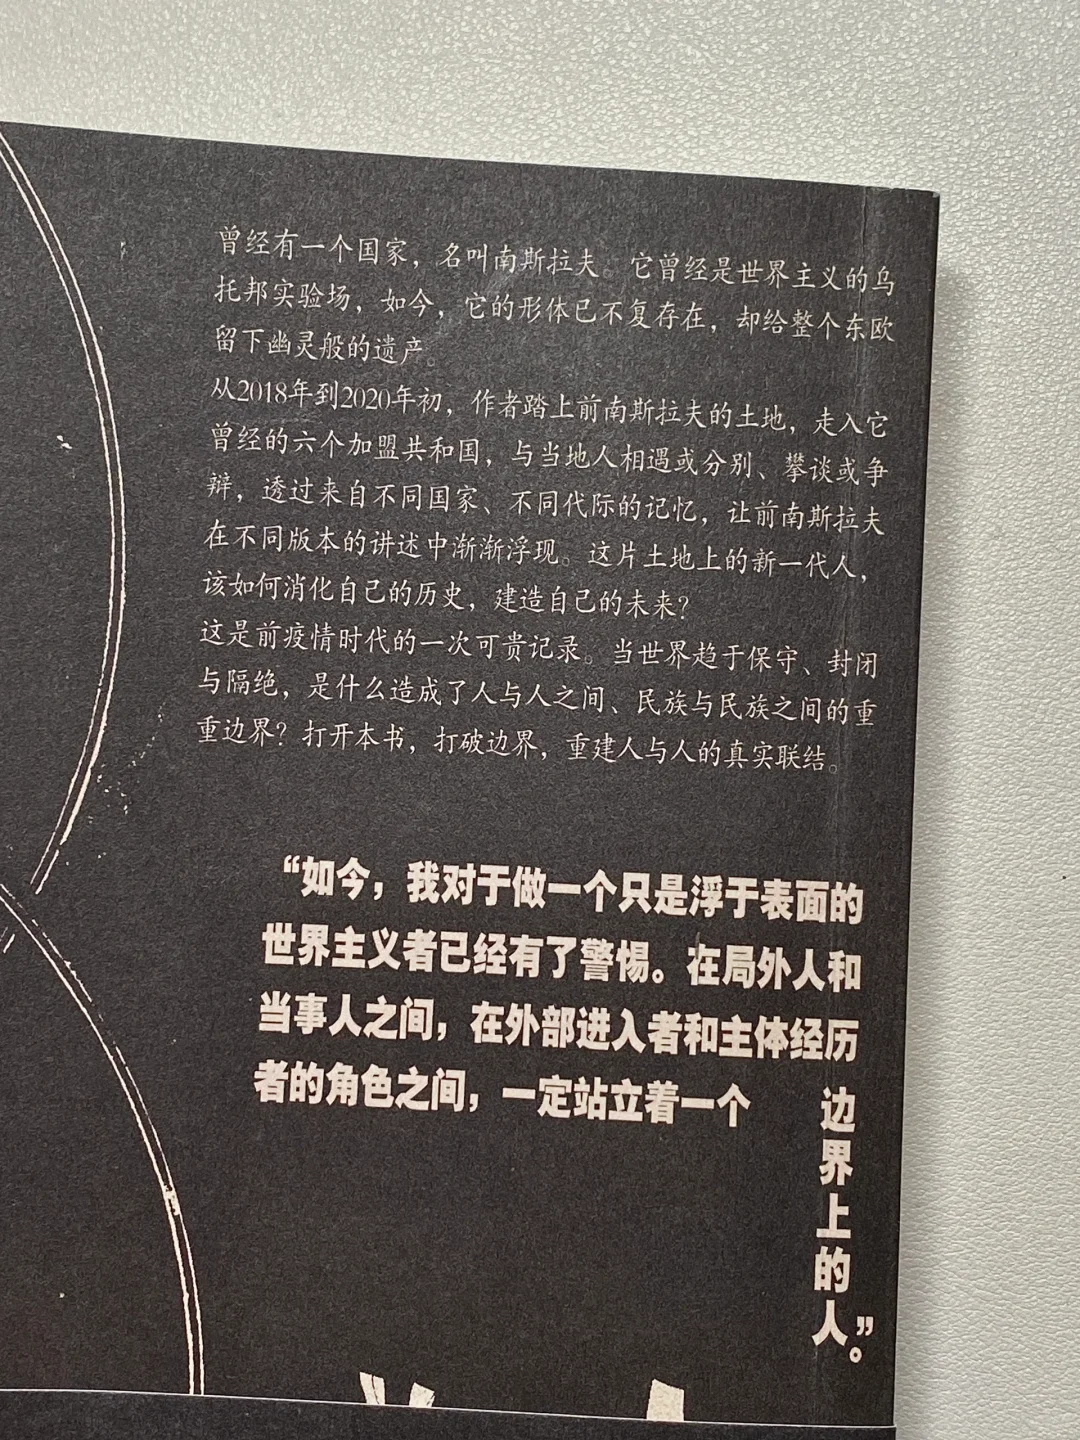 曾经有一个国家，名叫南斯拉夫。它曾经是世界主义的乌
托邦实验场，如今，它的形体已不复存在，却给整个东欧
留下幽灵般的遗产。
从2018年到2020年初，作者踏上前南斯拉夫的土地，走入它
曾经的六个加盟共和国，与当地人相遇或分别、攀谈或争
辩，透过来自不同国家、不同代际的记忆，让前南斯拉夫
在不同版本的讲述中渐渐浮现。这片土地上的新一代人，
该如何消化自己的历史，建造自己的未来？
这是前疫情时代的一次可贵记录。当世界趋于保守、封闭
与隔绝，是什么造成了人与人之间、民族与民族之间的重
重边界？打开本书，打破边界，重建人与人的真实联结。
“如今，我对于做一个只是浮于表面的
世界主义者已经有了警惕。在局外人和
当事人之间，在外部进入者和主体经历
者的角色之间，一定站立着一个
边界上的人”。